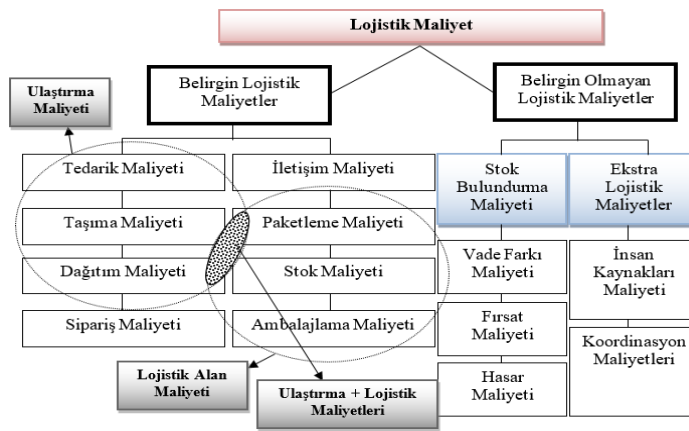 Lojistik Maliyet
Belirgin Lojistik
Maliyetler
Belirgin Olmayan
Lojistik Maliyetler
Ulaştırma
Maliyeti
Tedarik Maliyeti
Taşıma Maliyeti
Dağıtım Maliyeti
Sipariş Maliyeti
İletişim Maliyeti
Paketleme Maliyeti
Stok Maliyeti
Ambalajlama Maliyeti
Stok
Bulundurma
Maliyeti
Vade Farkı
Maliyeti
Fırsat
Maliyeti
Hasar
Maliyeti
Ekstra
Lojistik
Maliyetler
İnsan
Kaynakları
Maliyeti
Koordinasyon
Maliyetleri
Lojistik Alan
Maliyeti
Ulaştırma + Lojistik
Maliyetleri